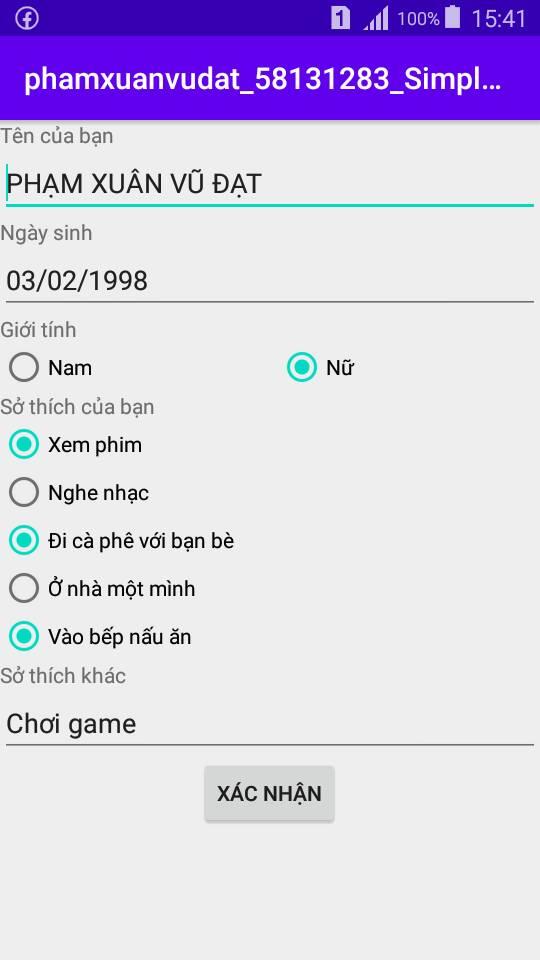 1 100% 15:41
phamxuanvudat_58131283_Simpl...
Tên của bạn
PHẠM XUÂN VŨ ĐẠT
Ngày sinh
03/02/1998
Giới tính
Nam Nữ
Sở thích của bạn
Xem phim
Nghe nhạc
Đi cà phê với bạn bè
Ở nhà một mình
Vào bếp nấu ăn
Sở thích khác
Chơi game
XÁC NHẬN